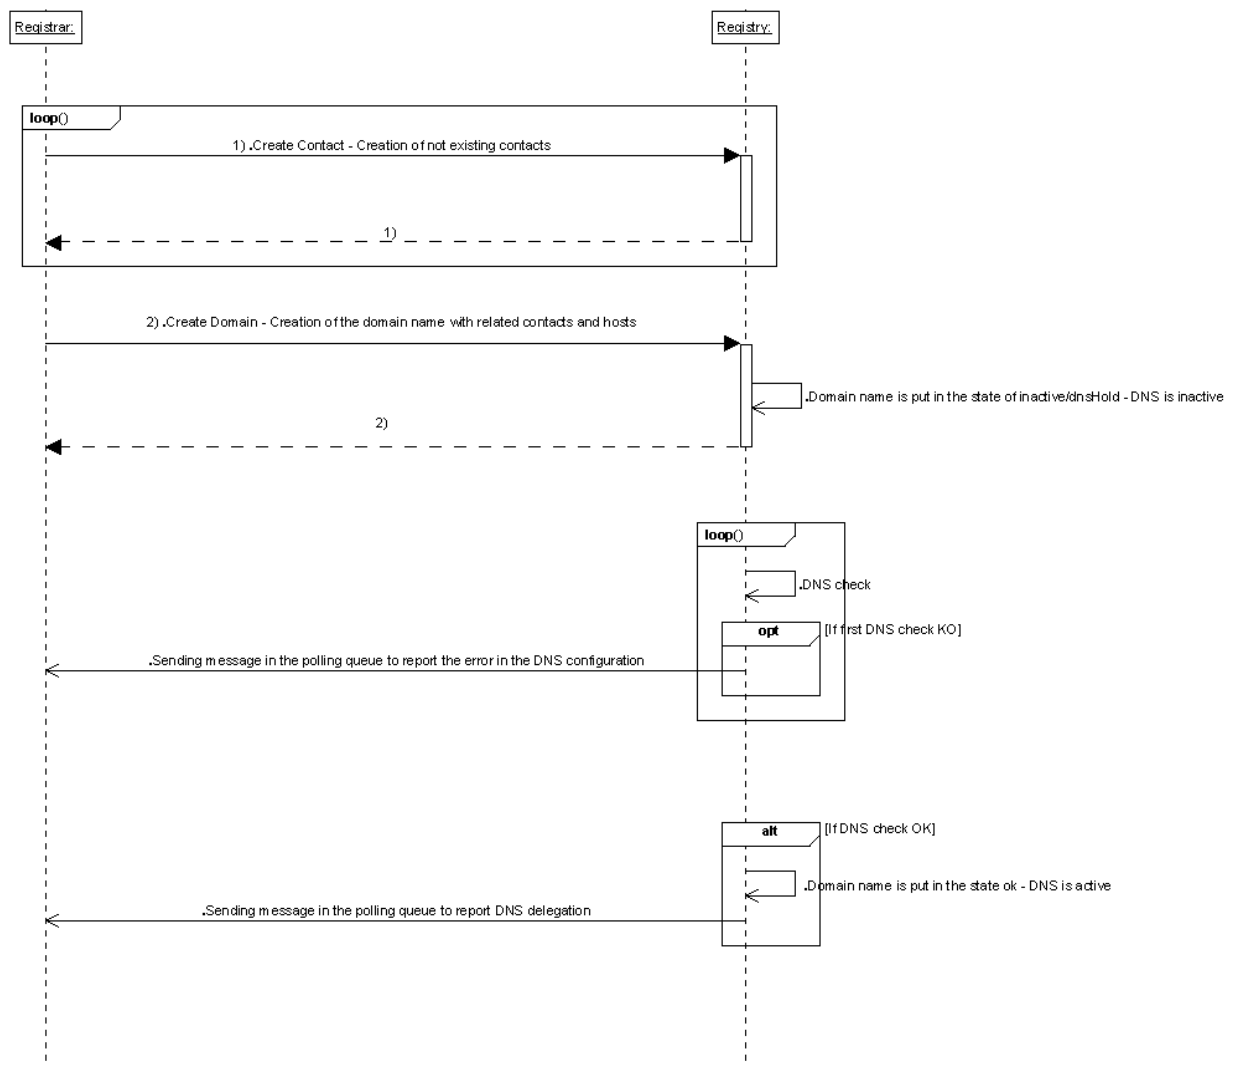 Registrar:
Registry:
loop()
1) .Create Contact - Creation of not existing contacts
1)
2) .Create Domain - Creation of the domain name with related contacts and hosts
.Domain name is put in the state of inactive/dnsHold - DNS is inactive
2)
loop()
.DNS check
opt
[If first DNS check KO]
.Sending message in the polling queue to report the error in the DNS configuration
alt
[If DNS check OK]
.Domain name is put in the state ok - DNS is active
.Sending message in the polling queue to report DNS delegation